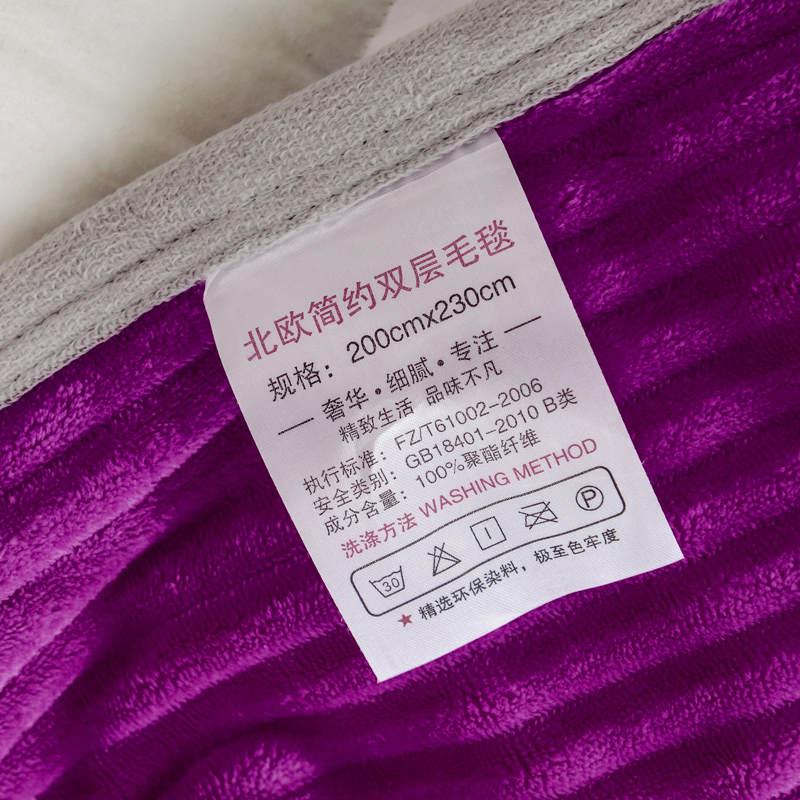 北欧简约双层毛毯
规格：200cmx230cm
奢华·细腻·专注
精致生活 品味不凡
执行标准：FZ/T61002-2006
安全类别：GB18401-2010 B类
成分含量：100%聚酯纤维
洗涤方法 WASHING METHOD
30 P
★ 精选环保染料，极至色牢度